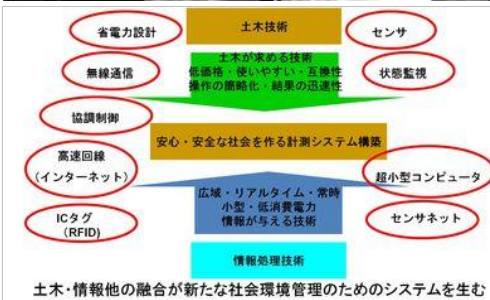 省電力設計
土木技術
センサ
無線通信
土木が求める技術
低価格・使いやすい・互換性
操作の簡略化・結果の迅速性
状態監視
協調制御
安心・安全な社会を作る計測システム構築
高速回線
（インターネット）
超小型コンピュータ
広域・リアルタイム・常時
小型・低消費電力
情報が与える技術
ICタグ
（RFID)
センサネット
情報処理技術
土木・情報他の融合が新たな社会環境管理のためのシステムを生む